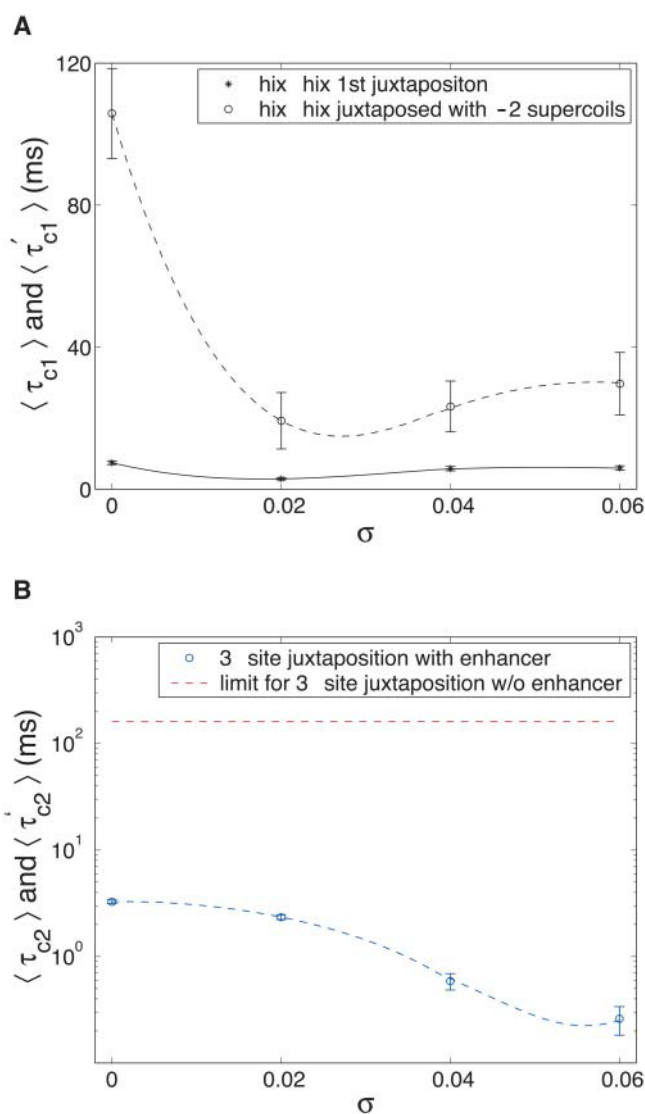 A
120
80
40
0
⟨ τc1 ⟩ and ⟨ τ′c1 ⟩ (ms)
hix hix 1st juxtapositon
hix hix juxtaposed with −2 supercoils
0 0.02 0.04 0.06
σ
B
10³
10²
10¹
10⁰
⟨ τc2 ⟩ and ⟨ τ′c2 ⟩ (ms)
3 site juxtaposition with enhancer
limit for 3 site juxtaposition w/o enhancer
0 0.02 0.04 0.06
σ